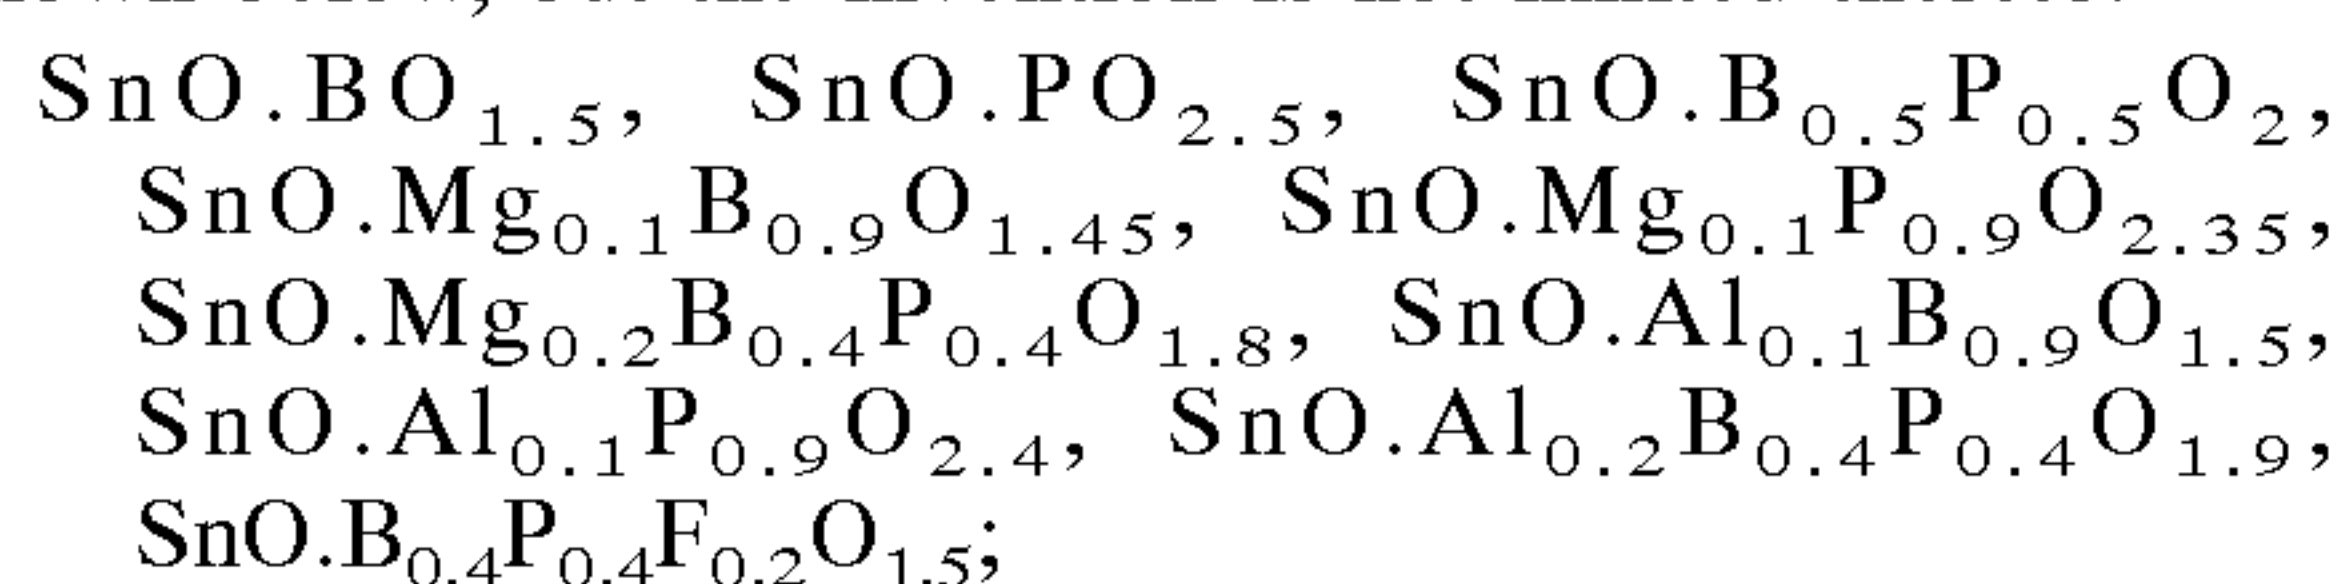 SnO.BO₁.₅, SnO.PO₂.₅, SnO.B₀.₅P₀.₅O₂,
SnO.Mg₀.₁B₀.₉O₁.₄₅, SnO.Mg₀.₁P₀.₉O₂.₃₅,
SnO.Mg₀.₂B₀.₄P₀.₄O₁.₈, SnO.Al₀.₁B₀.₉O₁.₅,
SnO.Al₀.₁P₀.₉O₂.₄, SnO.Al₀.₂B₀.₄P₀.₄O₁.₉,
SnO.B₀.₄P₀.₄F₀.₂O₁.₅;